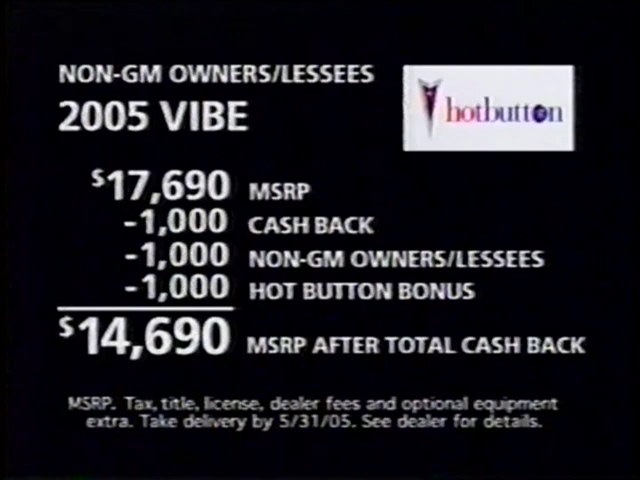 NON-GM OWNERS/LESSEES
2005 VIBE
hotbutton
$17,690 MSRP
-1,000 CASH BACK
-1,000 NON-GM OWNERS/LESSEES
-1,000 HOT BUTTON BONUS
$14,690 MSRP AFTER TOTAL CASH BACK
MSRP. Tax, title, license, dealer fees and optional equipment
extra. Take delivery by 5/31/05. See dealer for details.